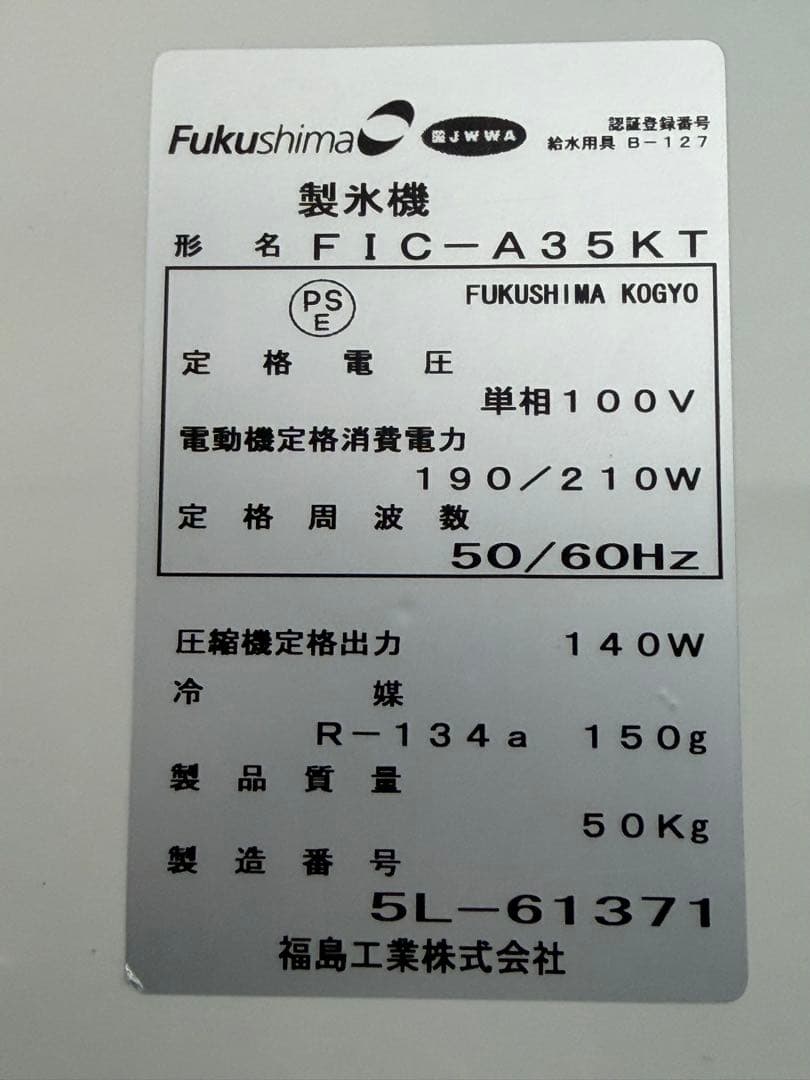 Fukushima JWWA 認証登録番号
給水用具 B-127
製氷機
形名 FIC-A35KT
PSE FUKUSHIMA KOGYO
定格電圧
単相100V
電動機定格消費電力
190/210W
定格周波数
50/60Hz
圧縮機定格出力 140W
冷媒
R-134a 150g
製品質量
50Kg
製造番号
5L-61371
福島工業株式会社